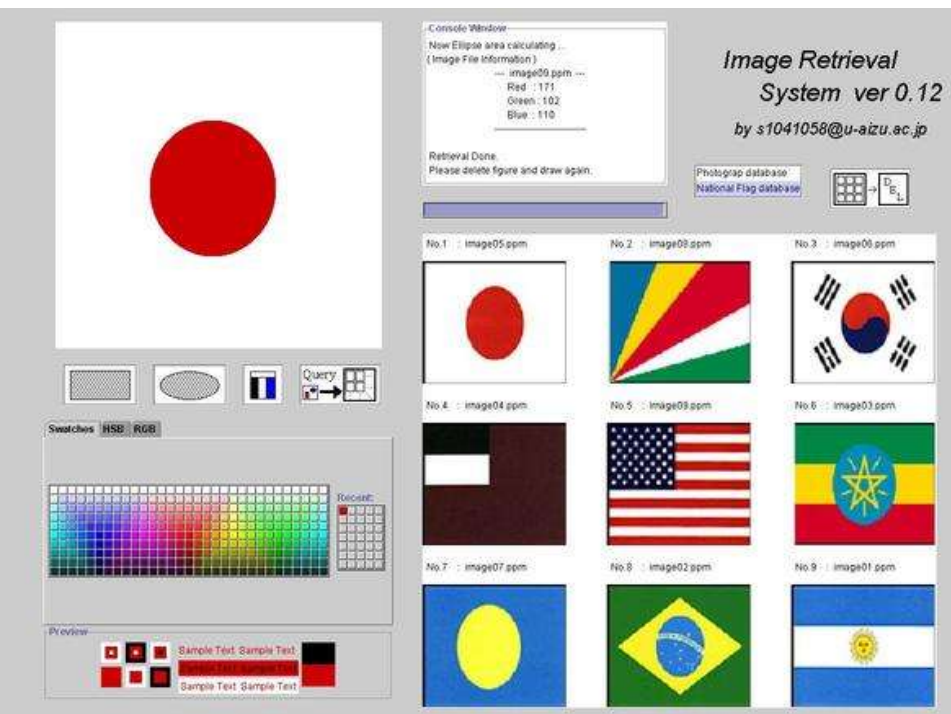 Console Window
Now Ellipse area calculating ...
( Image File Information )
--- image09.ppm ---
Red : 171
Green : 102
Blue : 110
Retrieval Done.
Please delete figure and draw again.
Image Retrieval
System ver 0.12
by s1041058@u-aizu.ac.jp
Photograp database
National Flag database
DEL
No.1 : image05.ppm
No.2 : image08.ppm
No.3 : image06.ppm
No.4 : image04.ppm
No.5 : image09.ppm
No.6 : image03.ppm
No.7 : image07.ppm
No.8 : image02.ppm
No.9 : image01.ppm
Query
Swatches HSB RGB
Recent:
Preview
Sample Text Sample Text
Sample Text Sample Text
Sample Text Sample Text